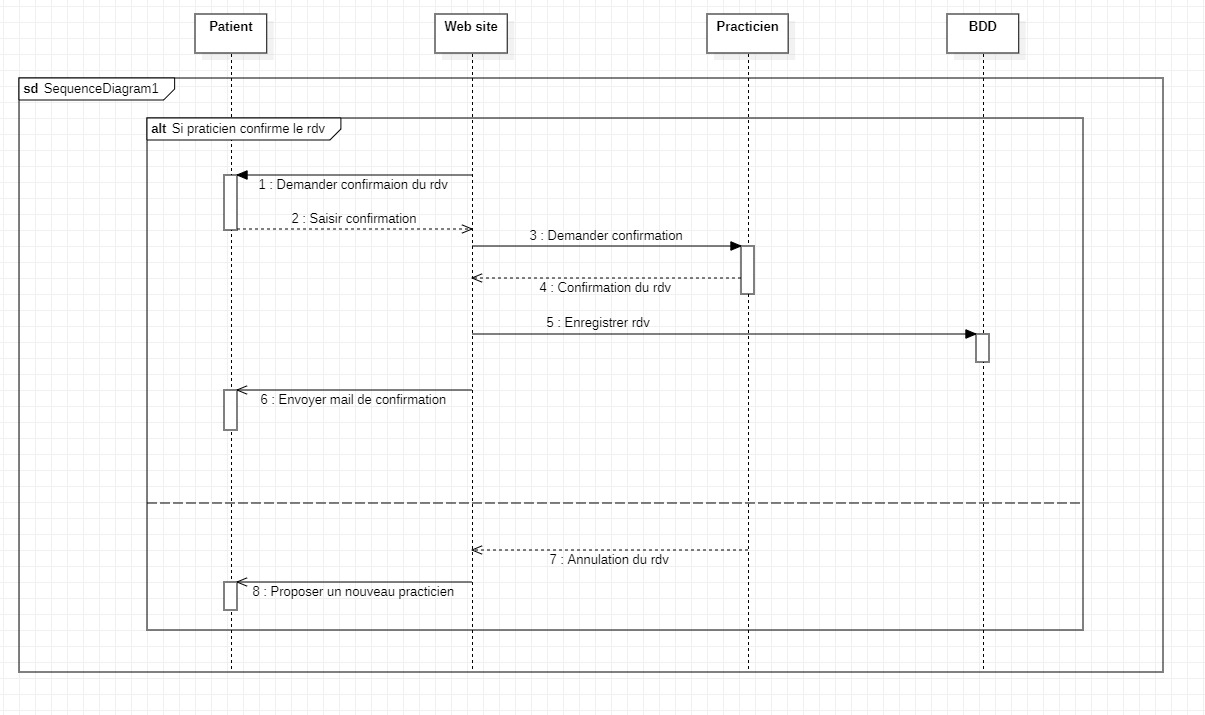 Patient
Web site
Practicien
BDD
sd SequenceDiagram1
alt Si praticien confirme le rdv
1 : Demander confirmaion du rdv
2 : Saisir confirmation
3 : Demander confirmation
4 : Confirmation du rdv
5 : Enregistrer rdv
6 : Envoyer mail de confirmation
7 : Annulation du rdv
8 : Proposer un nouveau practicien